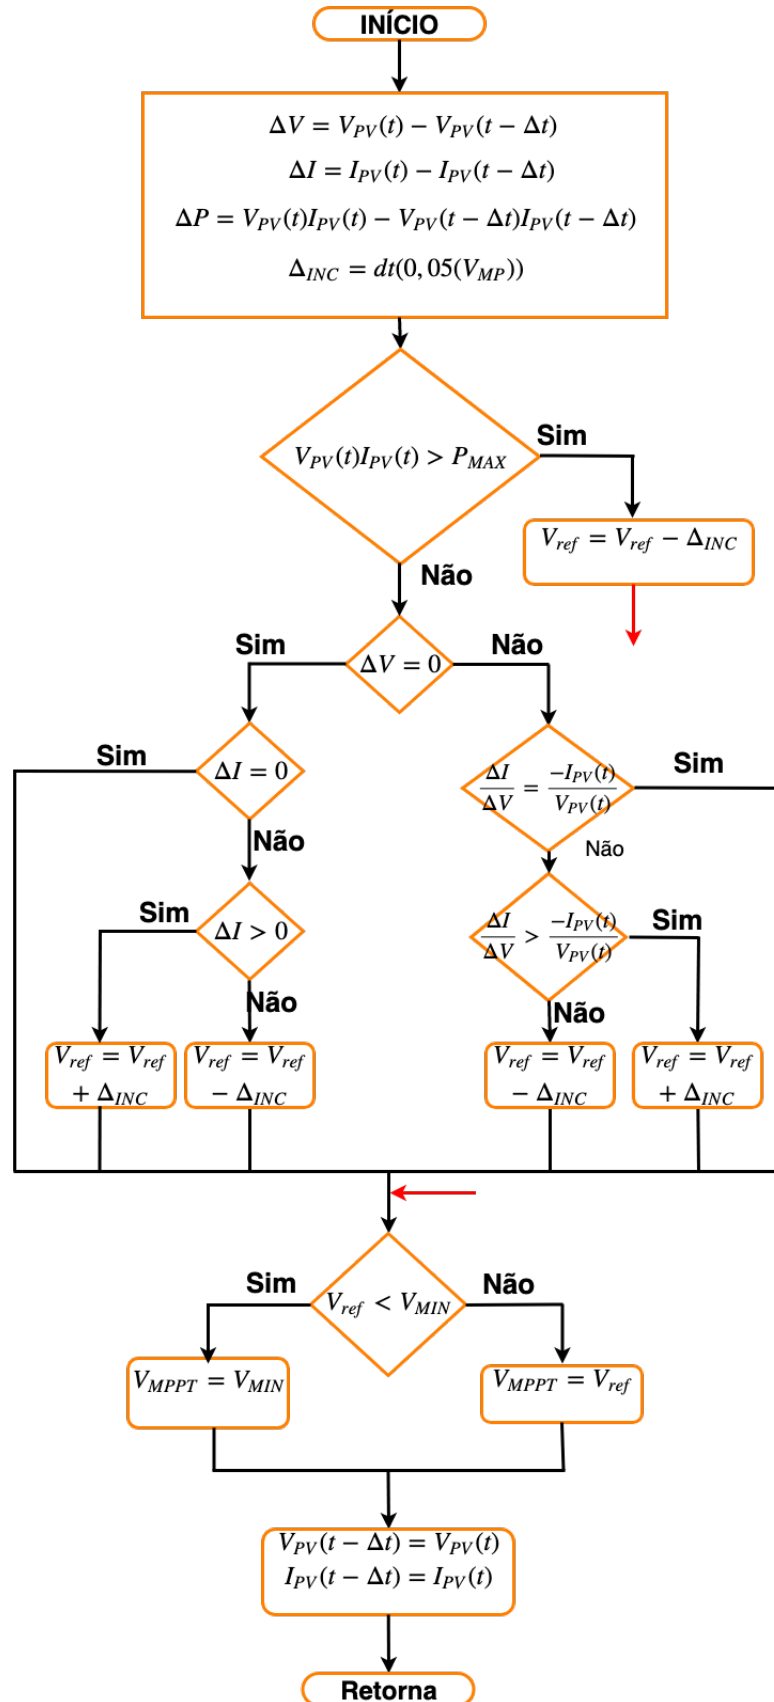 INÍCIO
ΔV = V_PV(t) − V_PV(t − Δt)
ΔI = I_PV(t) − I_PV(t − Δt)
ΔP = V_PV(t)I_PV(t) − V_PV(t − Δt)I_PV(t − Δt)
Δ_INC = dt(0, 05(V_MP))
V_PV(t)I_PV(t) > P_MAX
Sim
V_ref = V_ref − Δ_INC
Não
ΔV = 0
Sim
Não
ΔI = 0
Sim
Não
ΔI/ΔV = −I_PV(t)/V_PV(t)
Sim
Não
ΔI > 0
Sim
Não
ΔI/ΔV > −I_PV(t)/V_PV(t)
Sim
Não
V_ref = V_ref
+ Δ_INC
V_ref = V_ref
− Δ_INC
V_ref = V_ref
− Δ_INC
V_ref = V_ref
+ Δ_INC
V_ref < V_MIN
Sim
Não
V_MPPT = V_MIN
V_MPPT = V_ref
V_PV(t − Δt) = V_PV(t)
I_PV(t − Δt) = I_PV(t)
Retorna